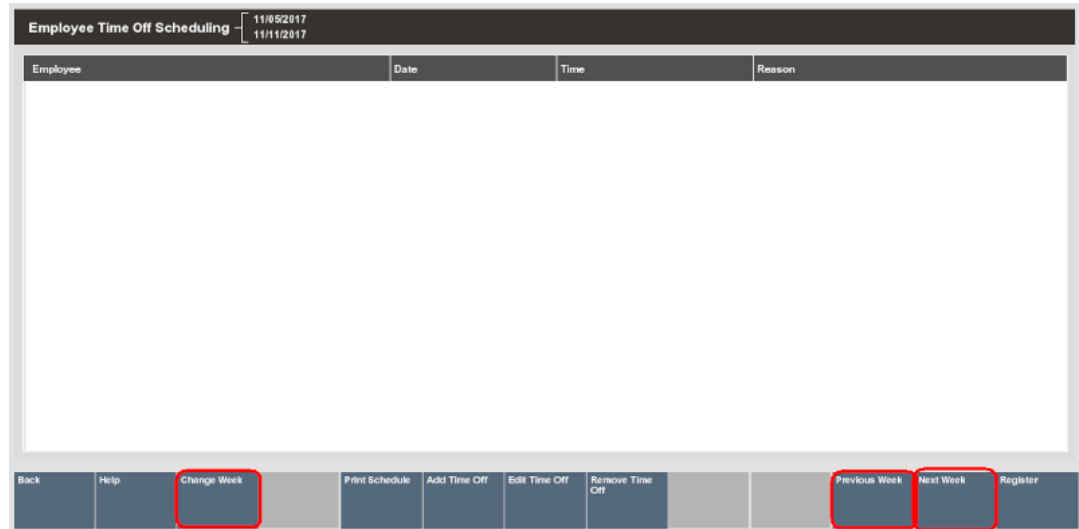 Employee Time Off Scheduling
11/05/2017
11/11/2017
Employee Date Time Reason
Back Help Change Week Print Schedule Add Time Off Edit Time Off Remove Time Off Previous Week Next Week Register